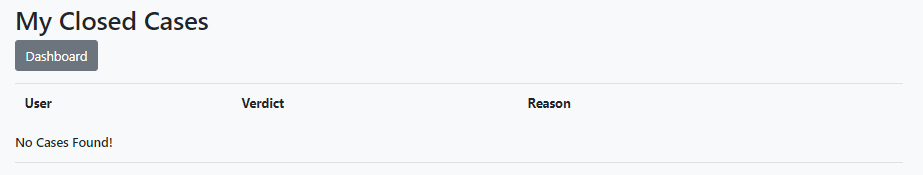 My Closed Cases
Dashboard
User Verdict Reason
No Cases Found!